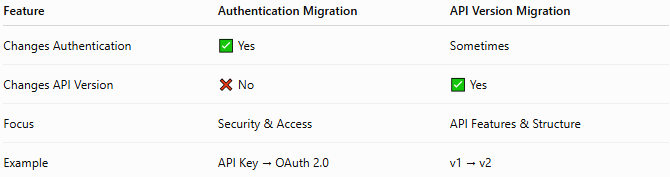 Feature Authentication Migration API Version Migration
Changes Authentication ✅ Yes Sometimes
Changes API Version ❌ No ✅ Yes
Focus Security & Access API Features & Structure
Example API Key → OAuth 2.0 v1 → v2